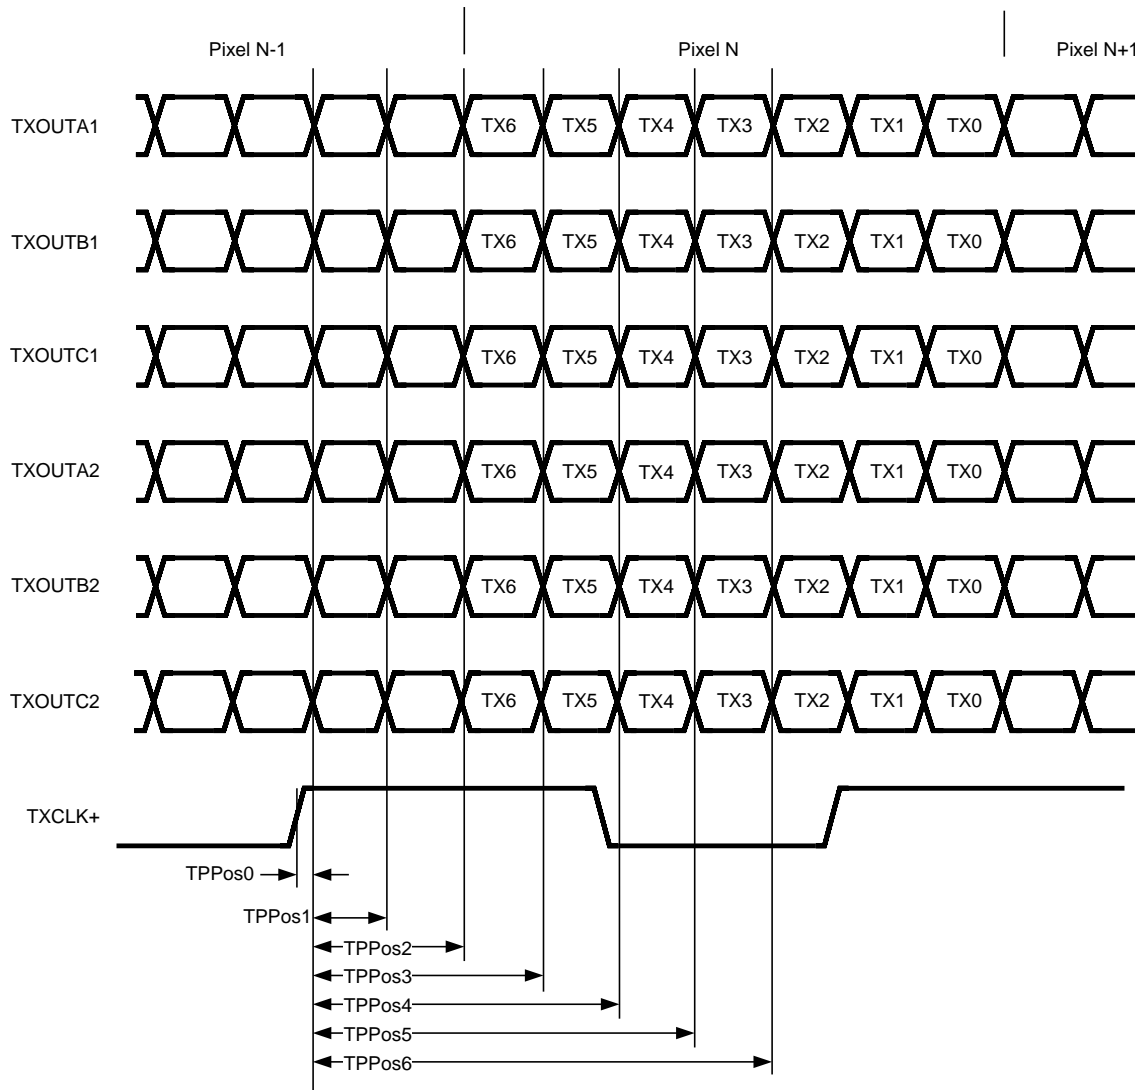 Pixel N-1 Pixel N Pixel N+1
TXOUTA1 TX6 TX5 TX4 TX3 TX2 TX1 TX0
TXOUTB1 TX6 TX5 TX4 TX3 TX2 TX1 TX0
TXOUTC1 TX6 TX5 TX4 TX3 TX2 TX1 TX0
TXOUTA2 TX6 TX5 TX4 TX3 TX2 TX1 TX0
TXOUTB2 TX6 TX5 TX4 TX3 TX2 TX1 TX0
TXOUTC2 TX6 TX5 TX4 TX3 TX2 TX1 TX0
TXCLK+
TPPos0
TPPos1
TPPos2
TPPos3
TPPos4
TPPos5
TPPos6